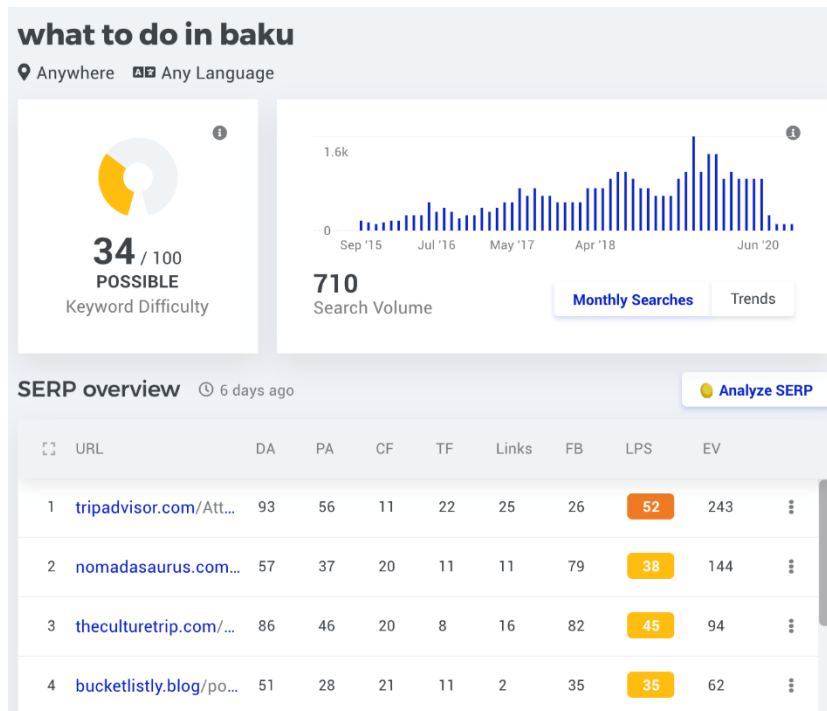 what to do in baku
Anywhere Any Language
1.6k
0
Sep '15 Jul '16 May '17 Apr '18 Jun '20
34 / 100
POSSIBLE
Keyword Difficulty
710
Search Volume
Monthly Searches Trends
SERP overview 6 days ago
Analyze SERP
URL DA PA CF TF Links FB LPS EV
1 tripadvisor.com/Att... 93 56 11 22 25 26 52 243
2 nomadasaurus.com... 57 37 20 11 11 79 38 144
3 theculturetrip.com/... 86 46 20 8 16 82 45 94
4 bucketlistly.blog/po... 51 28 21 11 2 35 35 62